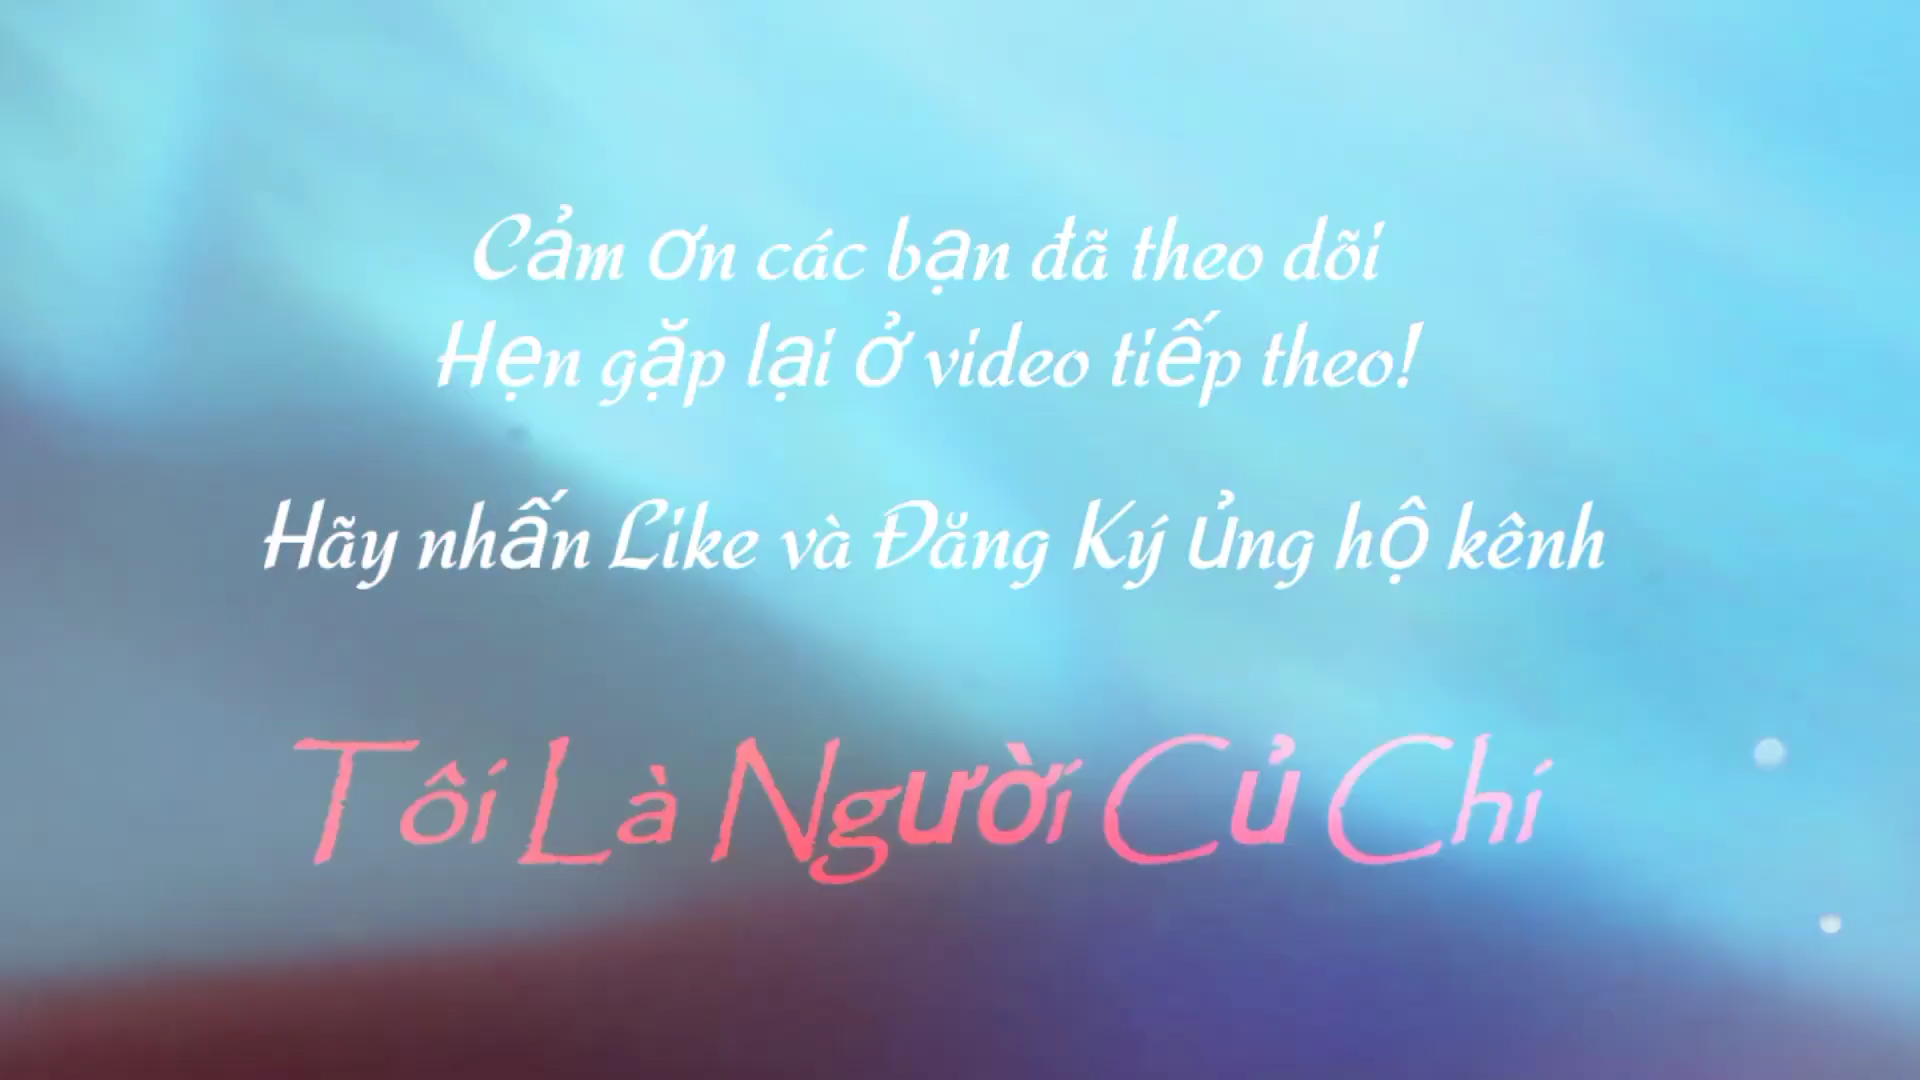 Cảm ơn các bạn đã theo dõi
Hẹn gặp lại ở video tiếp theo!
Hãy nhấn Like và Đăng Ký ủng hộ kênh
Tôi Là Người Củ Chi